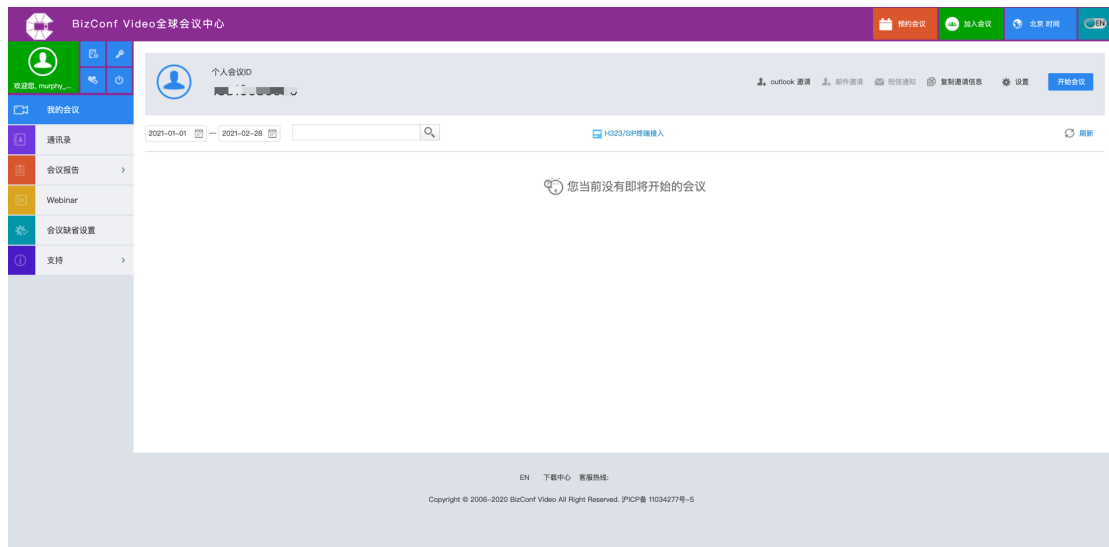 BizConf Video全球会议中心
预约会议
加入会议
北京 时间
EN
欢迎您, murphy_...
个人会议ID
outlook 邀请
邮件邀请
短信通知
复制邀请信息
设置
开始会议
我的会议
通讯录
会议报告
Webinar
会议缺省设置
支持
2021-01-01 — 2021-02-28
H323/SIP终端接入
刷新
您当前没有即将开始的会议
EN 下载中心 客服热线:
Copyright © 2006-2020 BizConf Video All Right Reserved. 沪ICP备 11034277号-5